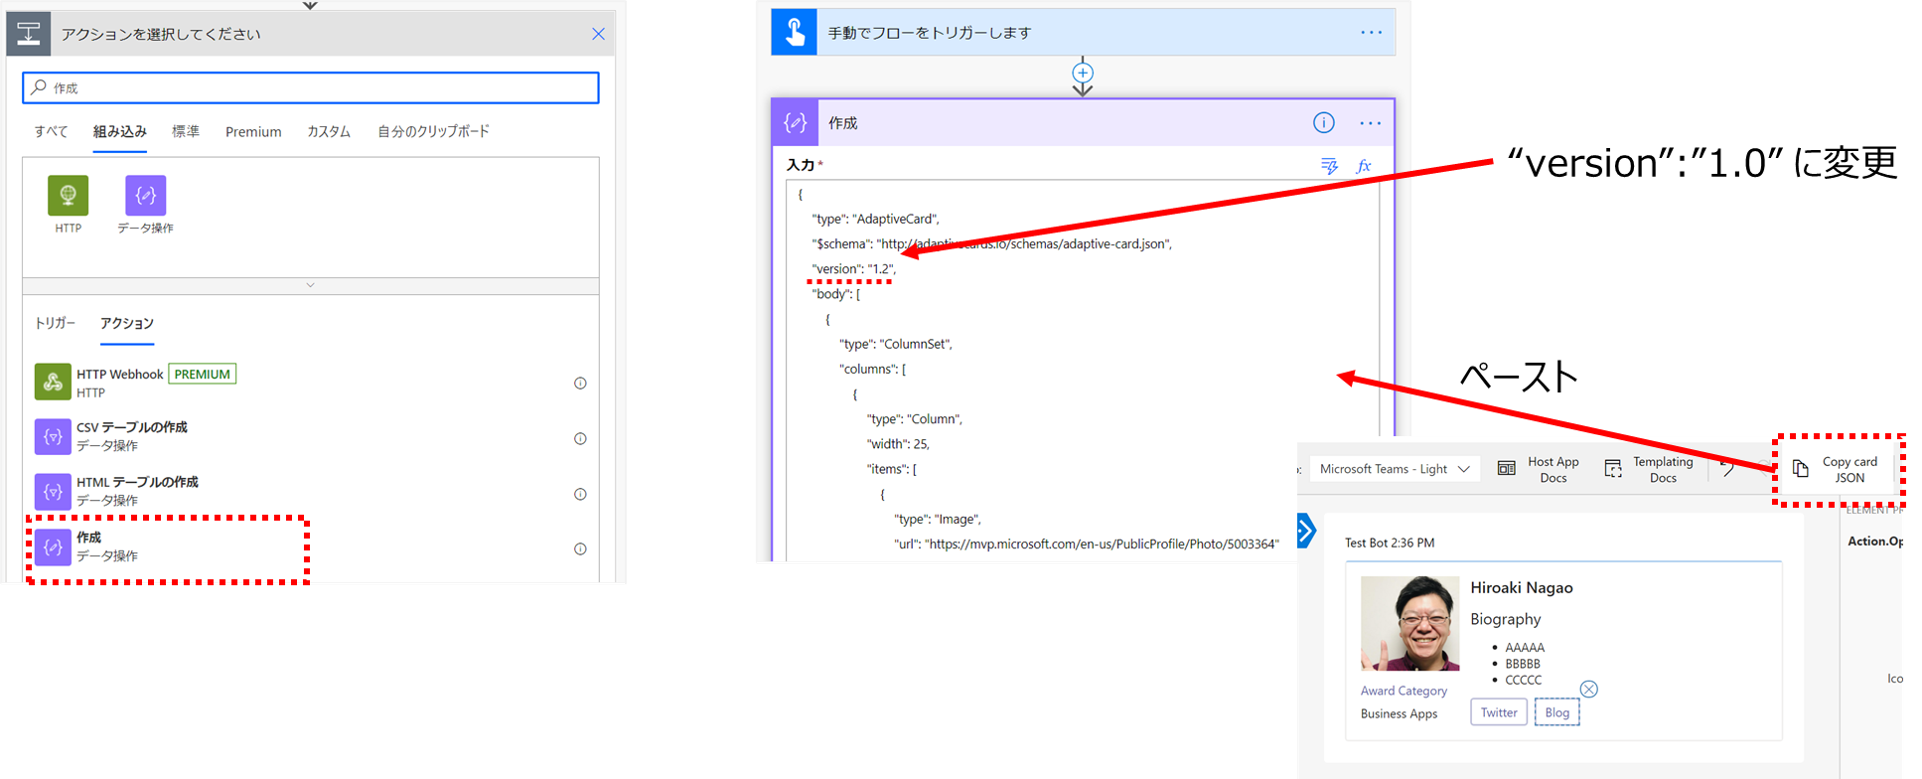 アクションを選択してください
作成
すべて 組み込み 標準 Premium カスタム 自分のクリップボード
HTTP データ操作
トリガー アクション
HTTP Webhook PREMIUM
HTTP
CSV テーブルの作成
データ操作
HTML テーブルの作成
データ操作
作成
データ操作
手動でフローをトリガーします
作成
入力*
fx
{
"type": "AdaptiveCard",
"$schema": "http://adaptivecards.io/schemas/adaptive-card.json",
"version": "1.2",
"body": [
{
"type": "ColumnSet",
"columns": [
{
"type": "Column",
"width": 25,
"items": [
{
"type": "Image",
"url": "https://mvp.microsoft.com/en-us/PublicProfile/Photo/5003364"
“version”:”1.0” に変更
ペースト
Microsoft Teams - Light
Host App
Docs
Templating
Docs
Copy card
JSON
ELEMENT PR
Action.Op
Ico
Test Bot 2:36 PM
Hiroaki Nagao
Biography
• AAAAA
• BBBBB
• CCCCC
Award Category
Business Apps
Twitter Blog